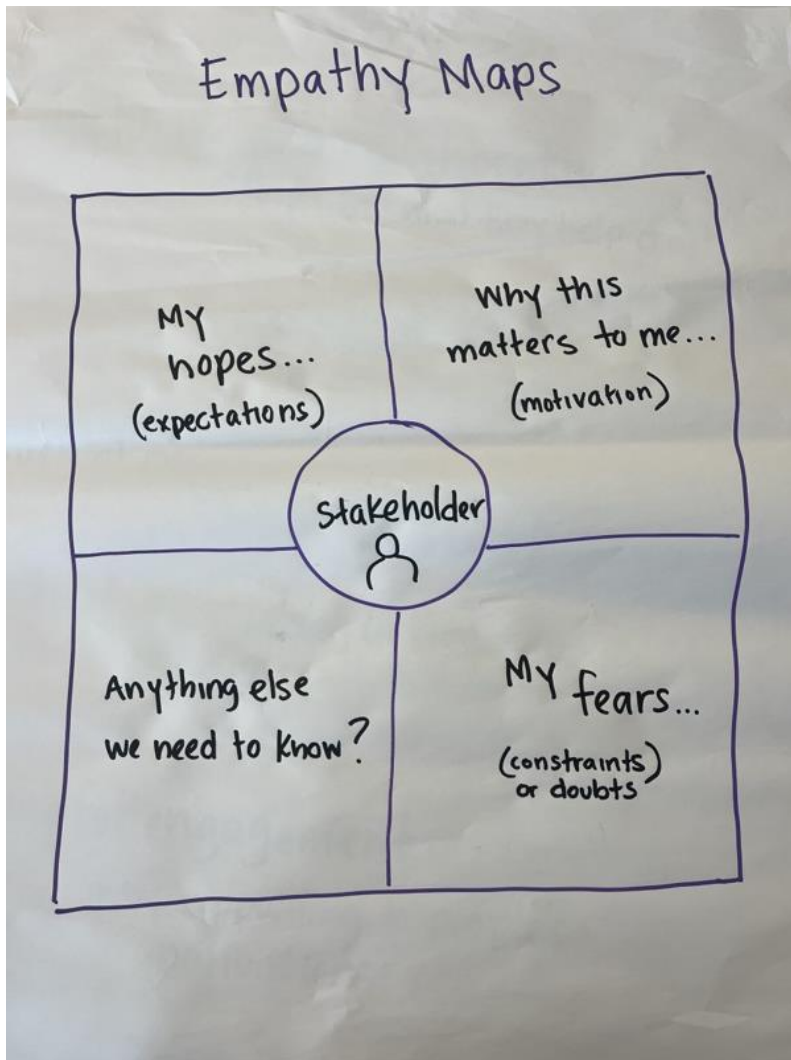 Empathy Maps
My
hopes...
(expectations)
Why this
matters to me...
(motivation)
Stakeholder
Anything else
we need to know?
My fears...
(constraints)
or doubts